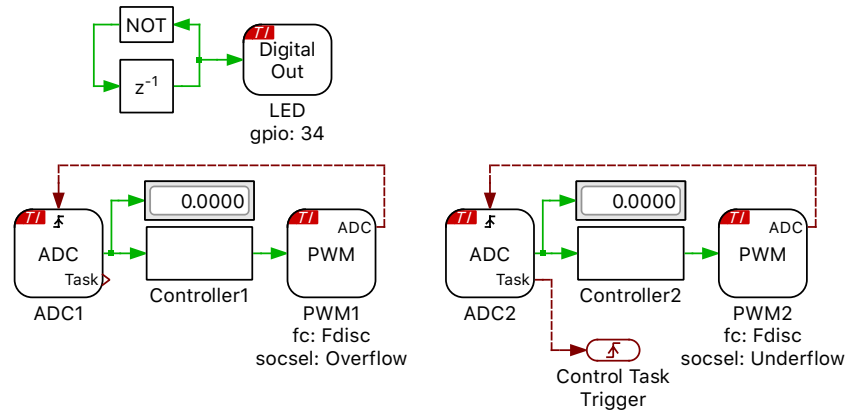 NOT
z-1
TI
Digital
Out
LED
gpio: 34
TI
ADC
Task
ADC1
0.0000
Controller1
TI
ADC
PWM
PWM1
fc: Fdisc
socsel: Overflow
TI
ADC
Task
ADC2
0.0000
Controller2
TI
ADC
PWM
PWM2
fc: Fdisc
socsel: Underflow
Control Task
Trigger